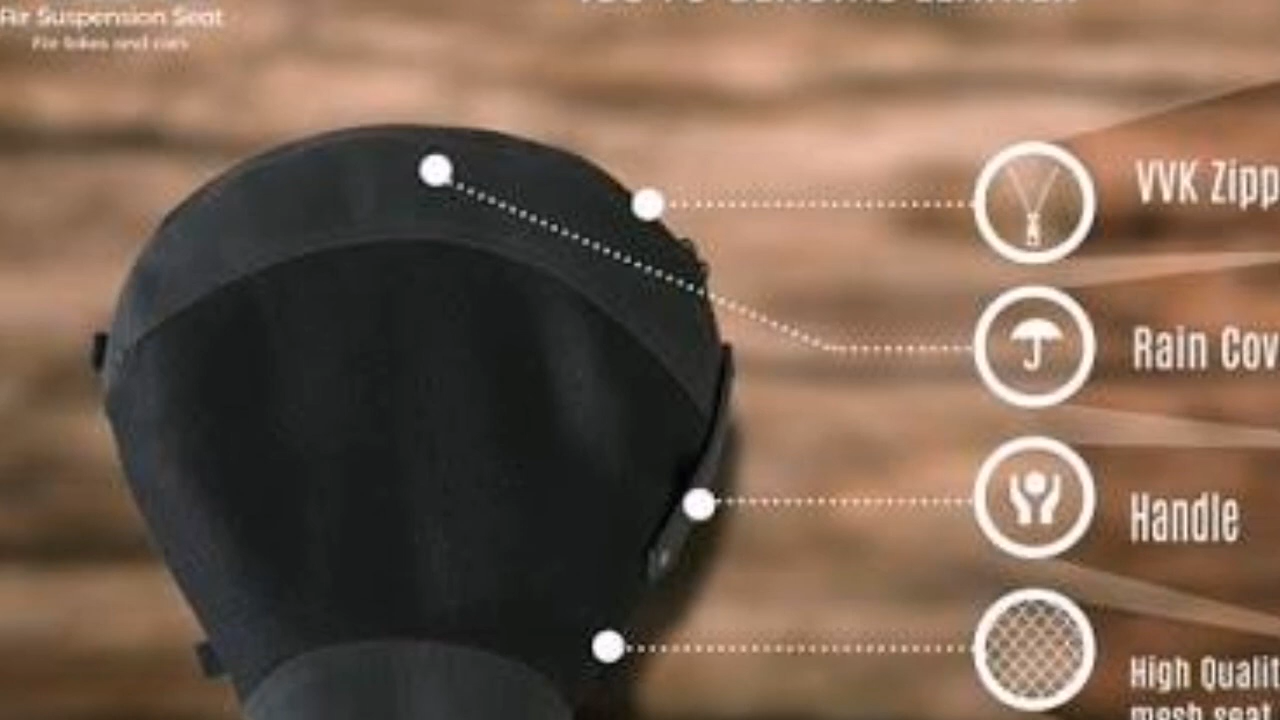 Air Suspension Seat
For bikes and cars
VVK Zipp
Rain Cov
Handle
High Qualit
mesh seat